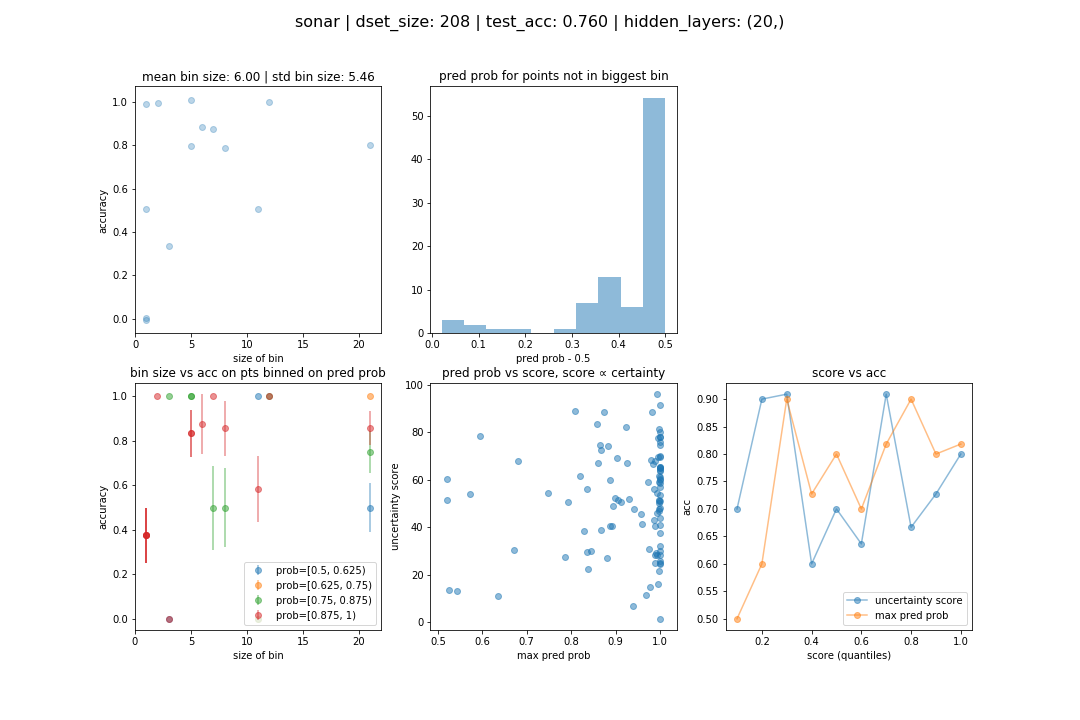 sonar | dset_size: 208 | test_acc: 0.760 | hidden_layers: (20,)
mean bin size: 6.00 | std bin size: 5.46
1.0
0.8
0.6
0.4
0.2
0.0
accuracy
0
5
10
15
20
size of bin
pred prob for points not in biggest bin
50
40
30
20
10
0
0.0
0.1
0.2
0.3
0.4
0.5
pred prob - 0.5
bin size vs acc on pts binned on pred prob
1.0
0.8
0.6
0.4
0.2
0.0
accuracy
prob=[0.5, 0.625)
prob=[0.625, 0.75)
prob=[0.75, 0.875)
prob=[0.875, 1)
0
5
10
15
20
size of bin
pred prob vs score, score ∝ certainty
100
80
60
40
20
0
uncertainty score
0.5
0.6
0.7
0.8
0.9
1.0
max pred prob
score vs acc
0.90
0.85
0.80
0.75
0.70
0.65
0.60
0.55
0.50
acc
uncertainty score
max pred prob
0.2
0.4
0.6
0.8
1.0
score (quantiles)